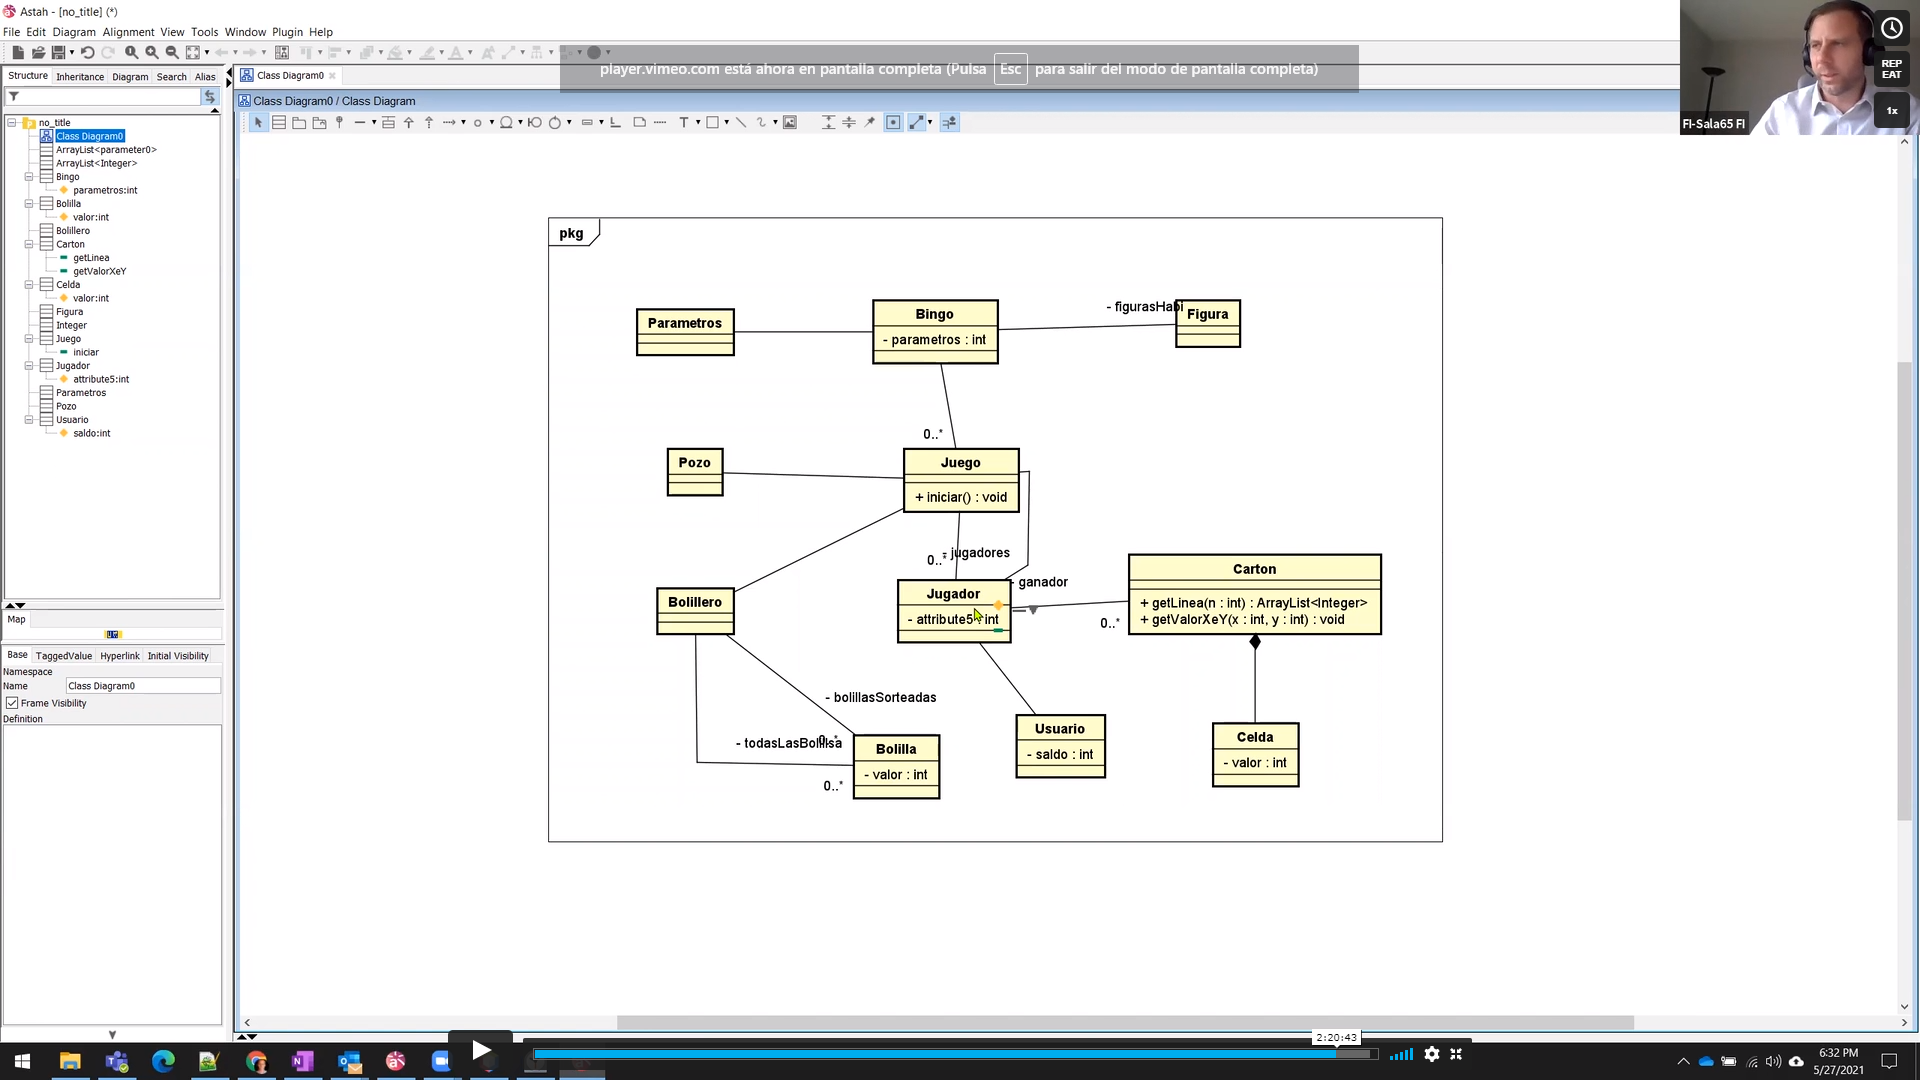 Astah - [no_title] (*)
File Edit Diagram Alignment View Tools Window Plugin Help
player.vimeo.com está ahora en pantalla completa (Pulsa Esc para salir del modo de pantalla completa)
REP
EAT
1x
FI-Sala65 FI
Structure Inheritance Diagram Search Alias
Class Diagram0
Class Diagram0 / Class Diagram
no_title
Class Diagram0
ArrayList<parameter0>
ArrayList<Integer>
Bingo
parametros:int
Bolilla
valor:int
Bolillero
Carton
getLinea
getValorXeY
Celda
valor:int
Figura
Integer
Juego
iniciar
Jugador
attribute5:int
Parametros
Pozo
Usuario
saldo:int
Map
Base TaggedValue Hyperlink Initial Visibility
Namespace
Name Class Diagram0
Frame Visibility
Definition
pkg
Parametros
Bingo
- parametros : int
- figurasHabi
Figura
0..*
Pozo
Juego
+ iniciar() : void
- jugadores
0..*
- ganador
Jugador
- attribute5 : int
0..*
Carton
+ getLinea(n : int) : ArrayList<Integer>
+ getValorXeY(x : int, y : int) : void
Bolillero
- bolillasSorteadas
0..*
0..*
Bolilla
- valor : int
Usuario
- saldo : int
Celda
- valor : int
2:20:43
6:32 PM
5/27/2021